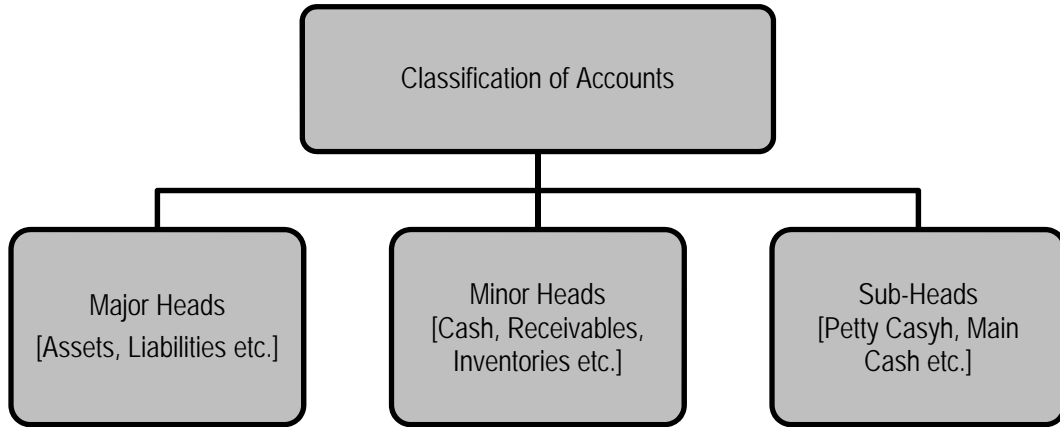 Classification of Accounts
Major Heads
[Assets, Liabilities etc.]
Minor Heads
[Cash, Receivables,
Inventories etc.]
Sub-Heads
[Petty Casyh, Main
Cash etc.]